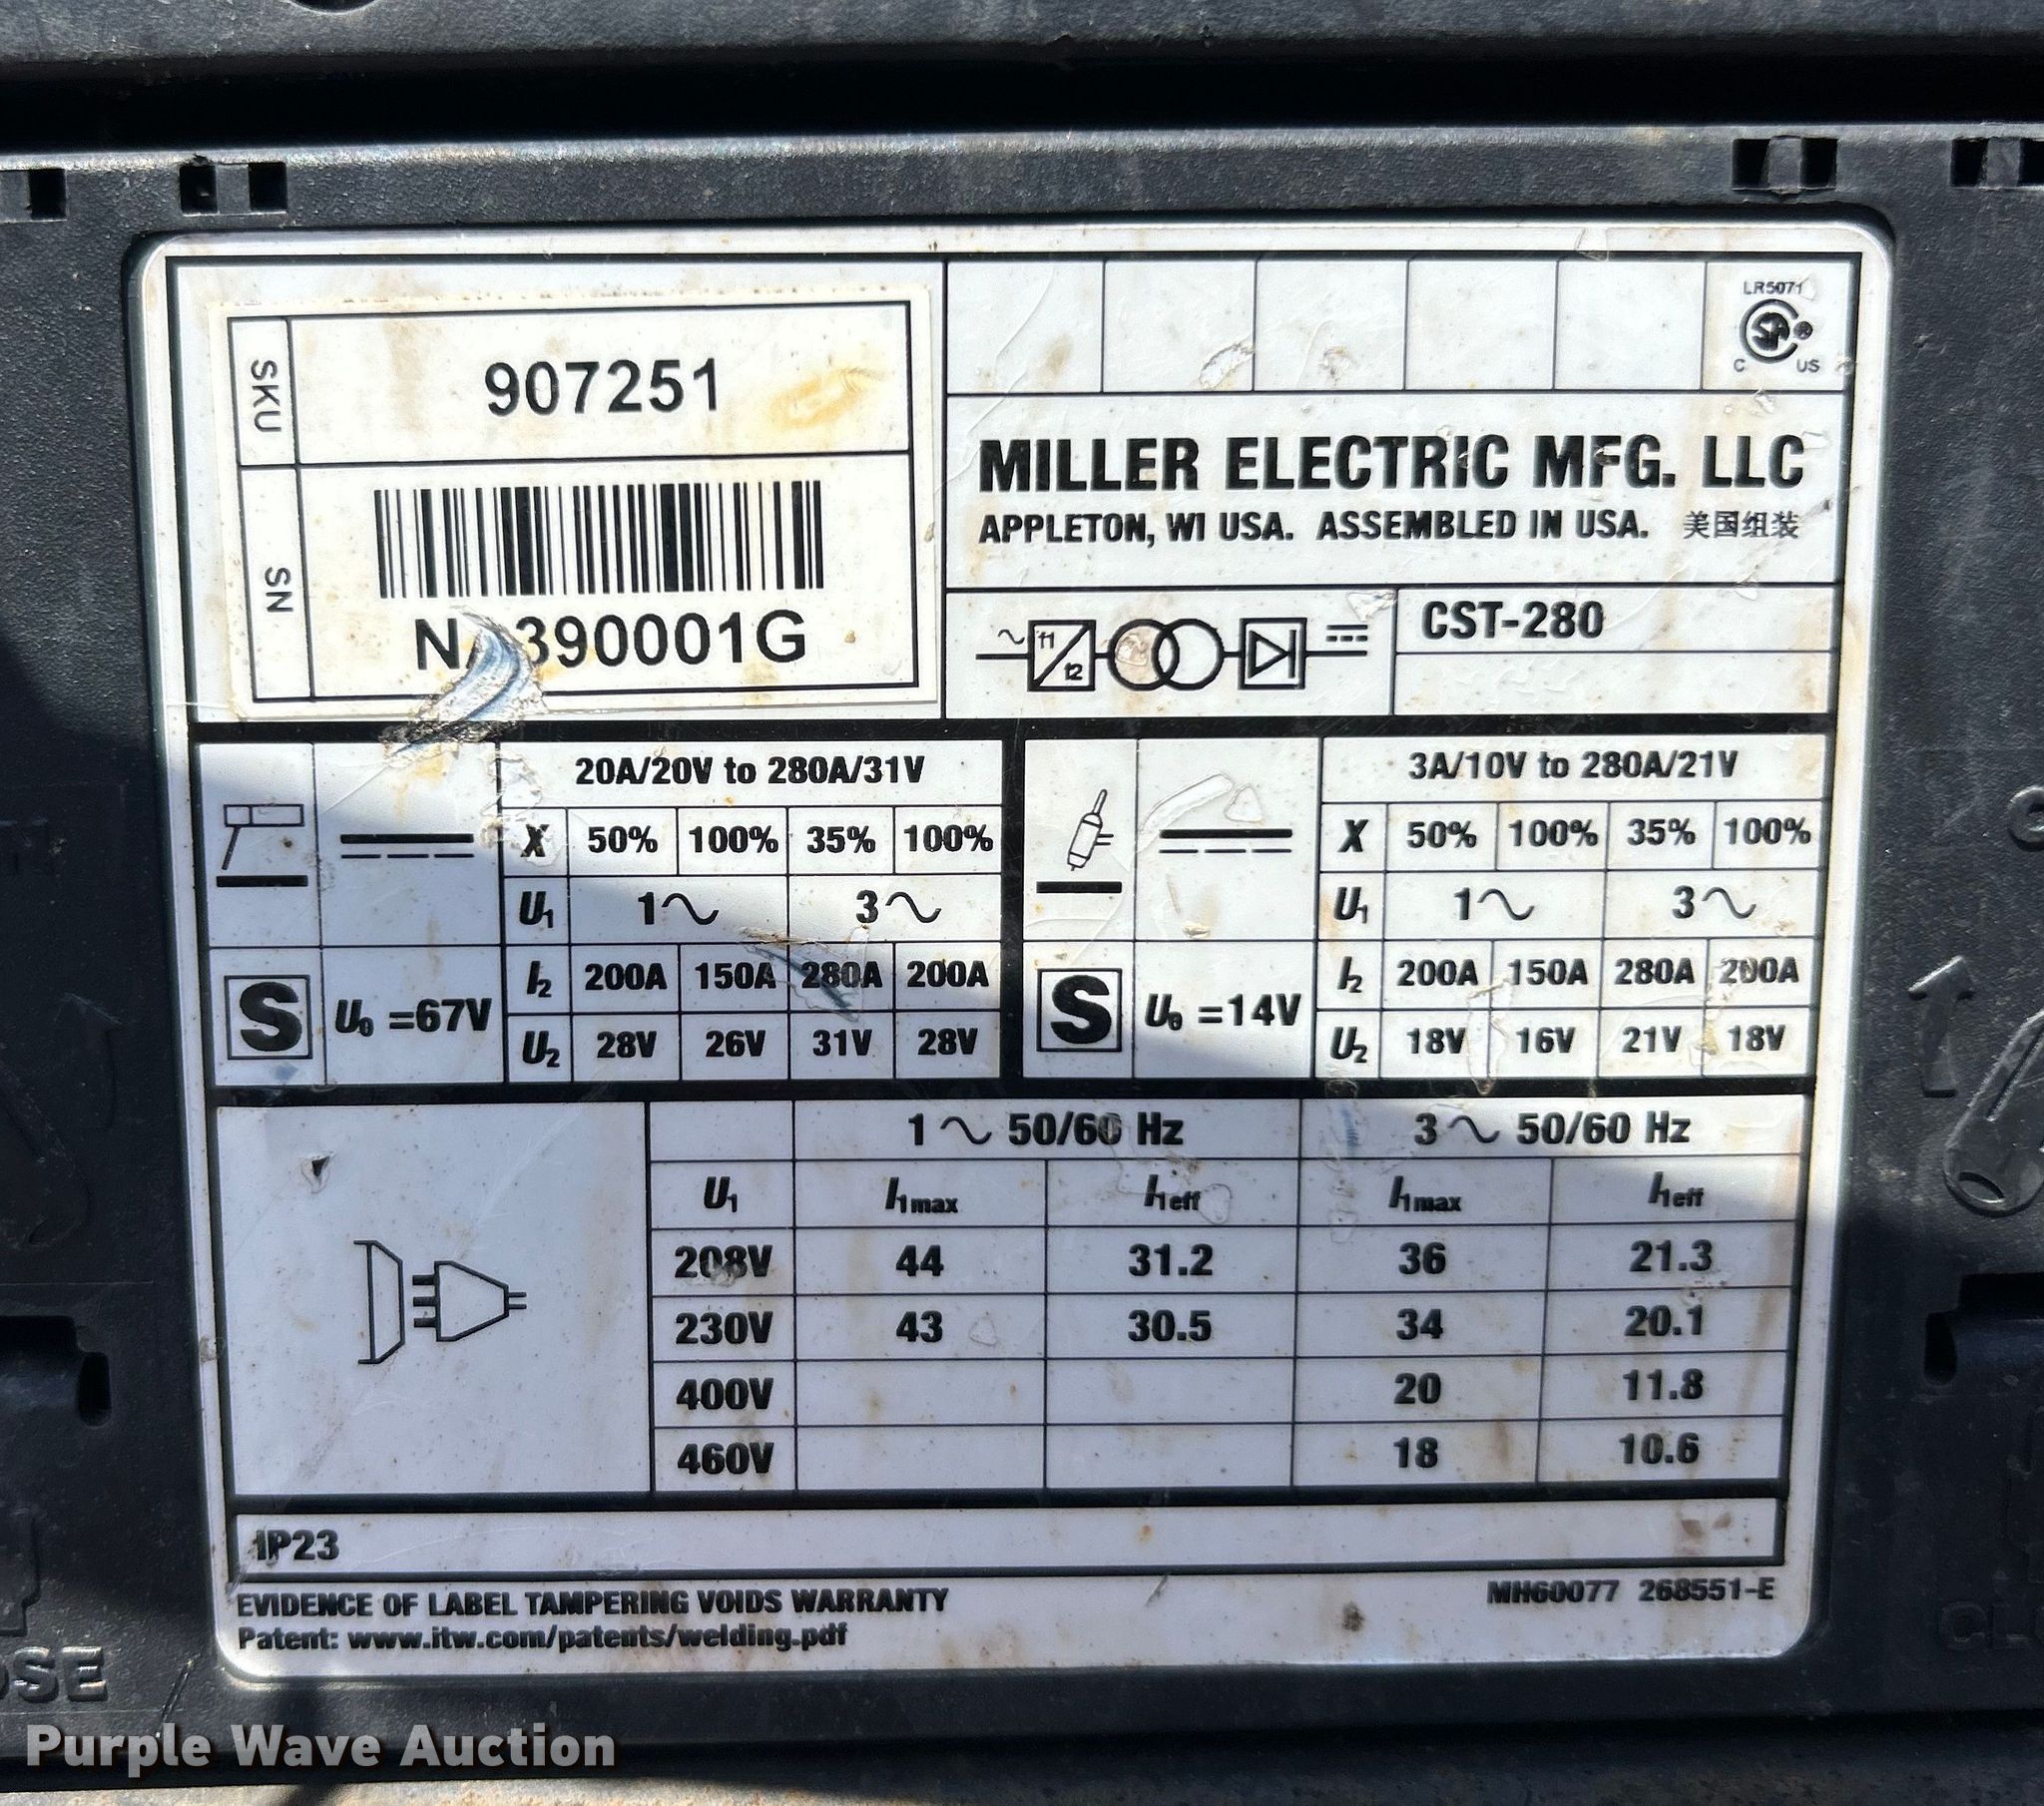 SKU
907251
SN
390001G
LR5071
C US
MILLER ELECTRIC MFG. LLC
APPLETON, WI USA. ASSEMBLED IN USA. 美国组装
f1
f2
CST-280
20A/20V to 280A/31V
X 50% 100% 35% 100%
U1 1~ 3~
I2 200A 150A 280A 200A
S U0 =67V
U2 28V 26V 31V 28V
3A/10V to 280A/21V
X 50% 100% 35% 100%
U1 1~ 3~
I2 200A 150A 280A 200A
S U0 =14V
U2 18V 16V 21V 18V
1~ 50/60 Hz 3~ 50/60 Hz
U1 I1max I1eff I1max I1eff
208V 44 31.2 36 21.3
230V 43 30.5 34 20.1
400V 20 11.8
460V 18 10.6
IP23
EVIDENCE OF LABEL TAMPERING VOIDS WARRANTY
MH60077 268551-E
Patent: www.itw.com/patents/welding.pdf
Purple Wave Auction